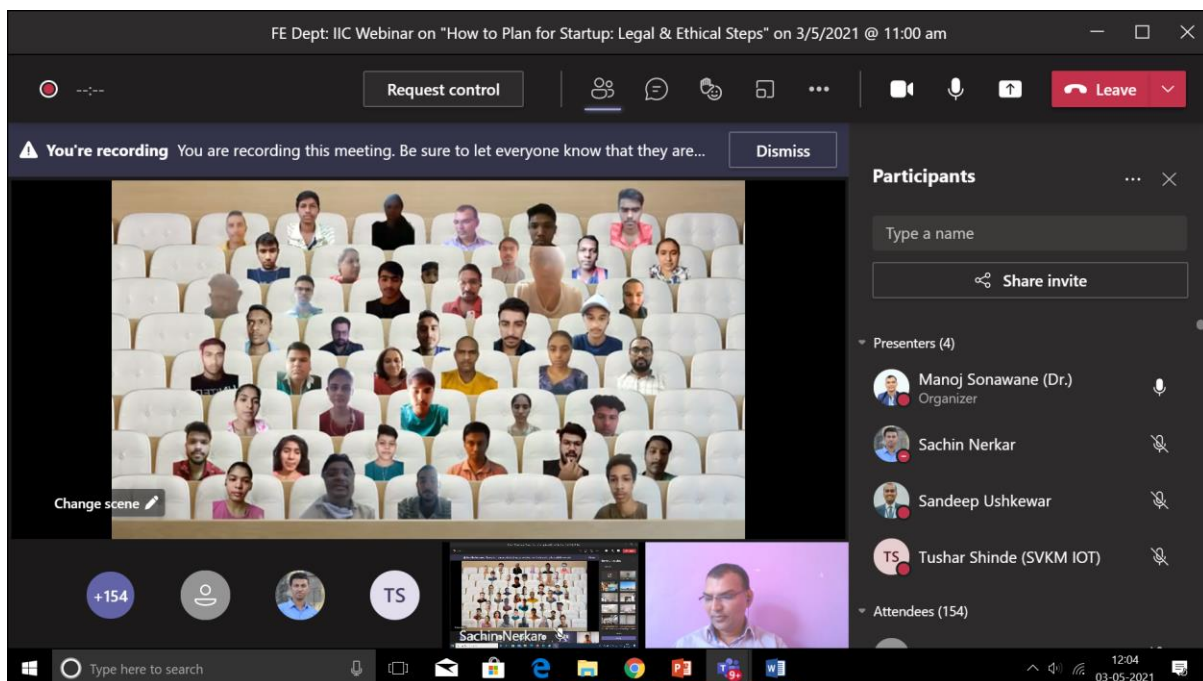 FE Dept: IIC Webinar on "How to Plan for Startup: Legal & Ethical Steps" on 3/5/2021 @ 11:00 am
--:--
Request control
Leave
You're recording You are recording this meeting. Be sure to let everyone know that they are...
Dismiss
Participants
Type a name
Share invite
Presenters (4)
Manoj Sonawane (Dr.)
Organizer
Sachin Nerkar
Sandeep Ushkewar
TS
Tushar Shinde (SVKM IOT)
Attendees (154)
Change scene
+154
TS
Sachin Nerkar
Type here to search
9+
12:04
03-05-2021